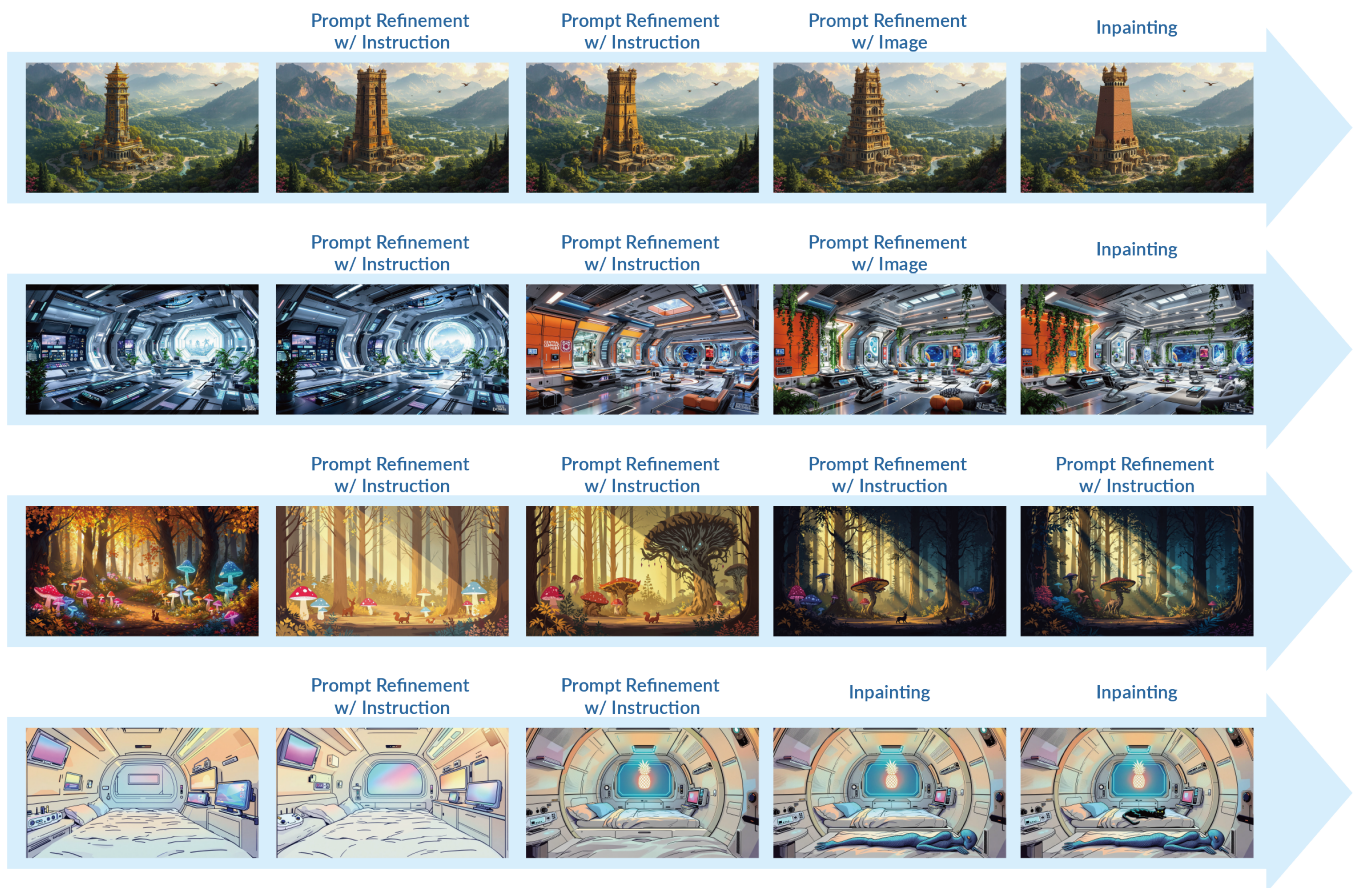 Prompt Refinement
w/ Instruction
Prompt Refinement
w/ Instruction
Prompt Refinement
w/ Image
Inpainting
Prompt Refinement
w/ Instruction
Prompt Refinement
w/ Instruction
Prompt Refinement
w/ Image
Inpainting
Prompt Refinement
w/ Instruction
Prompt Refinement
w/ Instruction
Prompt Refinement
w/ Instruction
Prompt Refinement
w/ Instruction
Prompt Refinement
w/ Instruction
Prompt Refinement
w/ Instruction
Inpainting
Inpainting